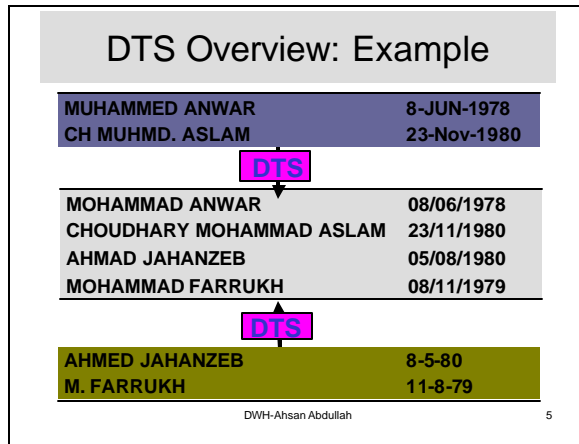 DTS Overview: Example
MUHAMMED ANWAR 8-JUN-1978
CH MUHMD. ASLAM 23-Nov-1980
DTS
MOHAMMAD ANWAR 08/06/1978
CHOUDHARY MOHAMMAD ASLAM 23/11/1980
AHMAD JAHANZEB 05/08/1980
MOHAMMAD FARRUKH 08/11/1979
DTS
AHMED JAHANZEB 8-5-80
M. FARRUKH 11-8-79
DWH-Ahsan Abdullah 5